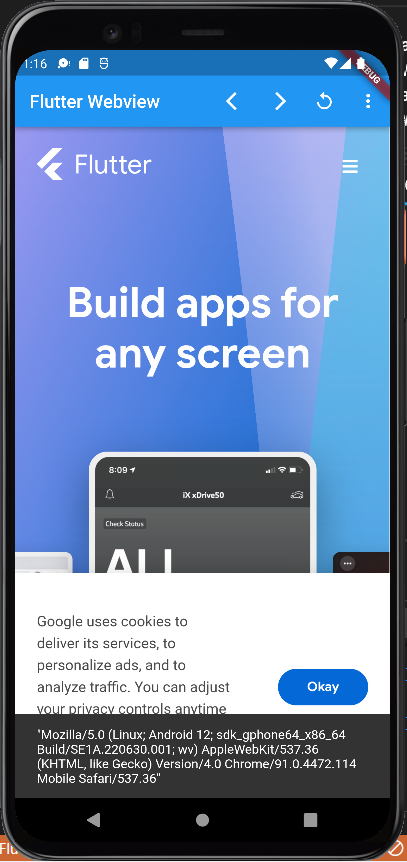 1:16
EBUG
Flutter Webview
Flutter
Build apps for
any screen
8:09
iX xDrive50
Check Status
ALL
Google uses cookies to
deliver its services, to
personalize ads, and to
analyze traffic. You can adjust
your privacy controls anytime
Okay
"Mozilla/5.0 (Linux; Android 12; sdk_gphone64_x86_64
Build/SE1A.220630.001; wv) AppleWebKit/537.36
(KHTML, like Gecko) Version/4.0 Chrome/91.0.4472.114
Mobile Safari/537.36"